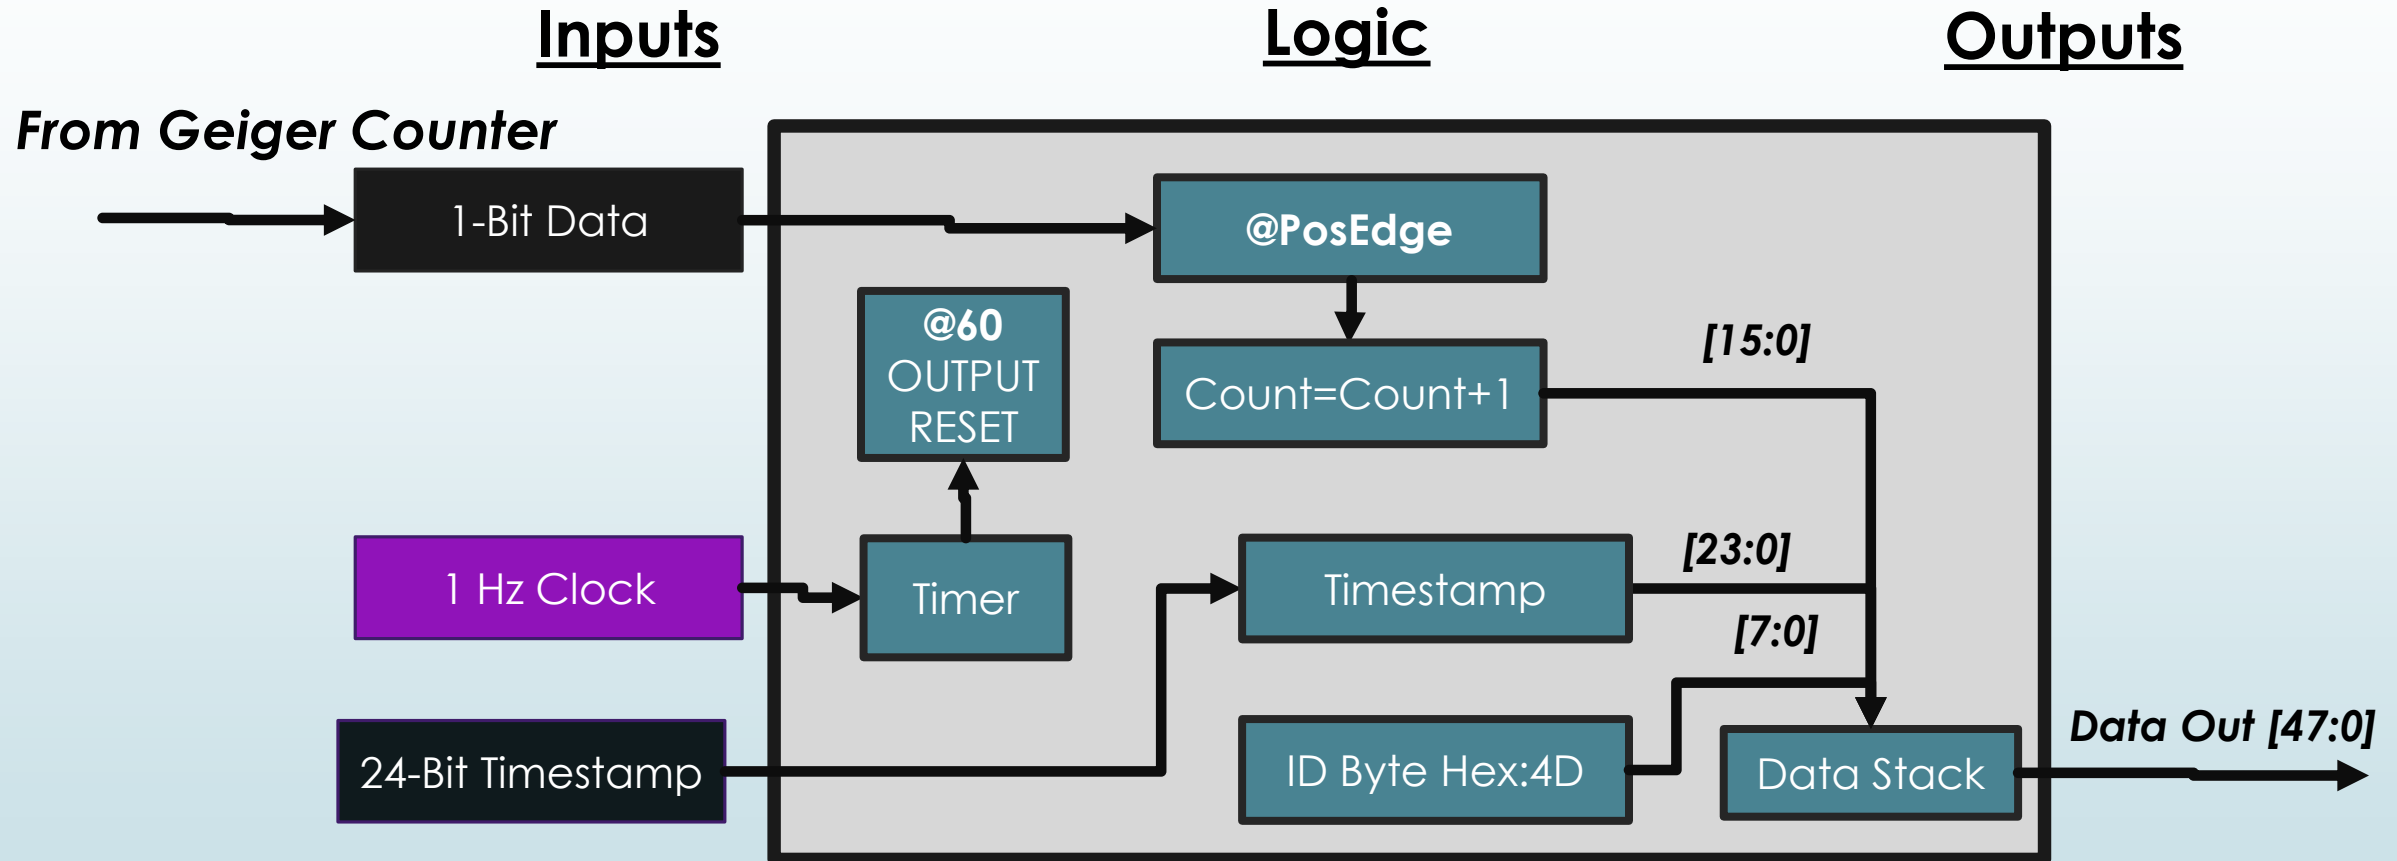 Inputs
Logic
Outputs
From Geiger Counter
1-Bit Data
@PosEdge
@60
OUTPUT
RESET
Count=Count+1
[15:0]
1 Hz Clock
Timer
Timestamp
[23:0]
[7:0]
24-Bit Timestamp
ID Byte Hex:4D
Data Stack
Data Out [47:0]